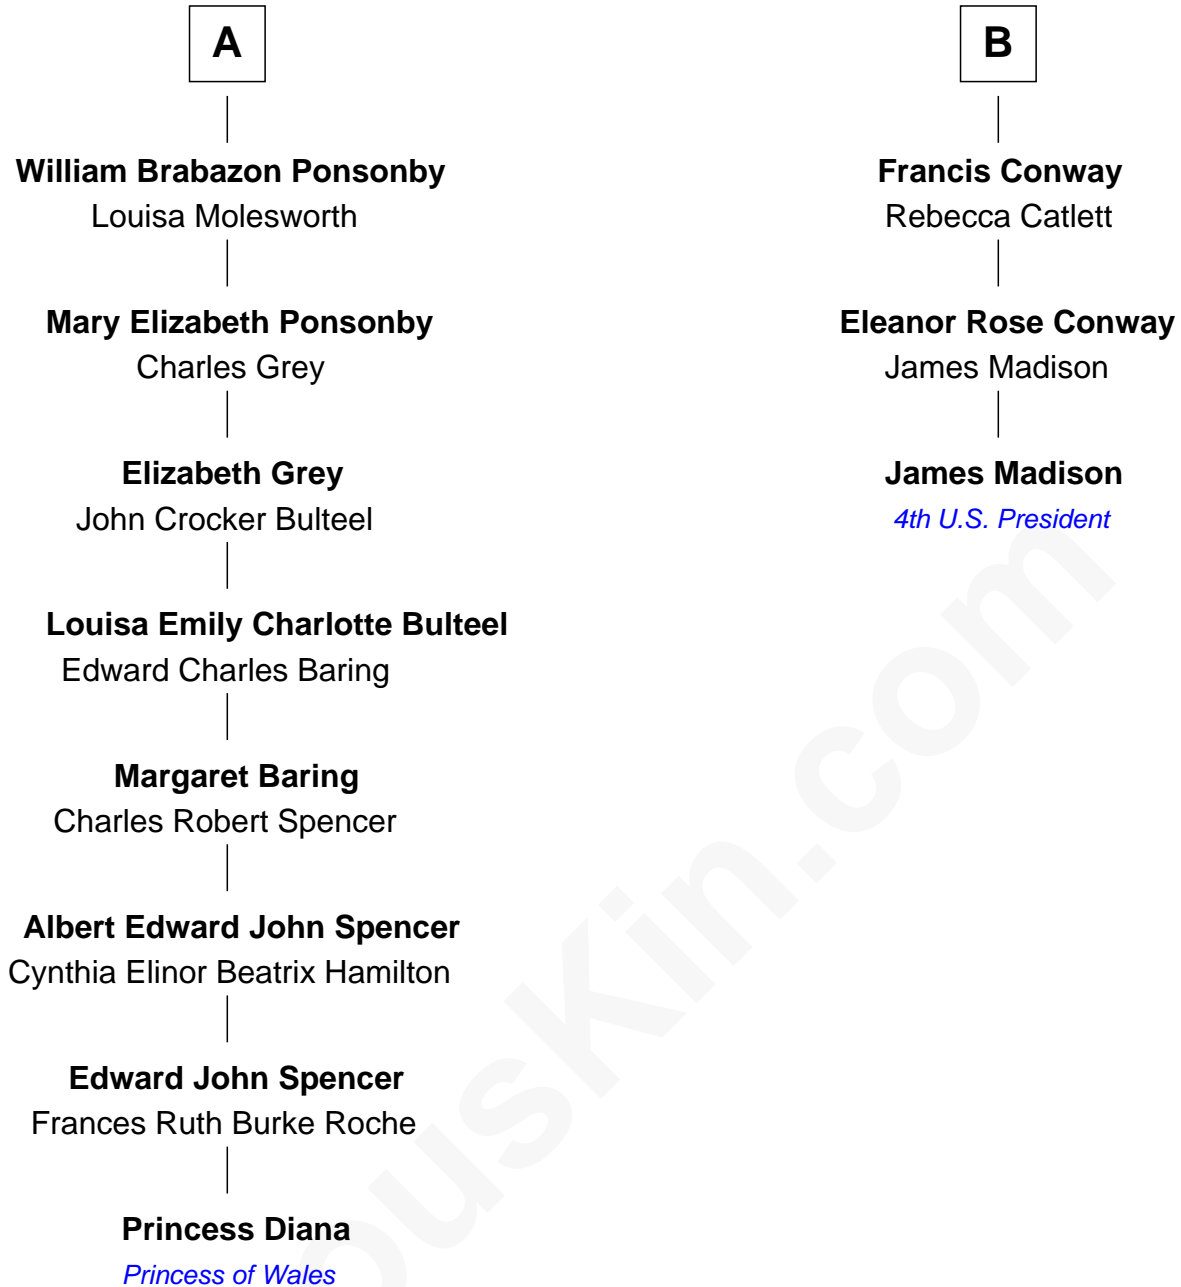 A
William Brabazon Ponsonby
Louisa Molesworth
Mary Elizabeth Ponsonby
Charles Grey
Elizabeth Grey
John Crocker Bulteel
Louisa Emily Charlotte Bulteel
Edward Charles Baring
Margaret Baring
Charles Robert Spencer
Albert Edward John Spencer
Cynthia Elinor Beatrix Hamilton
Edward John Spencer
Frances Ruth Burke Roche
Princess Diana
Princess of Wales
B
Francis Conway
Rebecca Catlett
Eleanor Rose Conway
James Madison
James Madison
4th U.S. President
ousKin.com